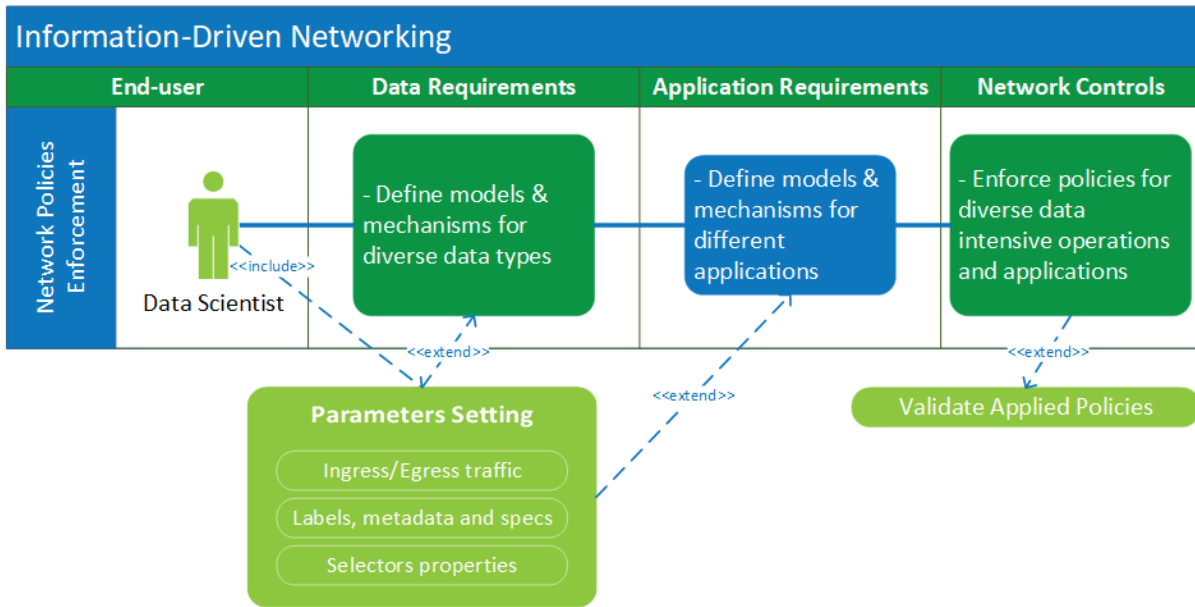 Information-Driven Networking
End-user
Data Requirements
Application Requirements
Network Controls
Network Policies
Enforcement
Data Scientist
- Define models &
mechanisms for
diverse data types
- Define models &
mechanisms for
different
applications
- Enforce policies for
diverse data
intensive operations
and applications
<<include>>
<<extend>>
<<extend>>
<<extend>>
Parameters Setting
Ingress/Egress traffic
Labels, metadata and specs
Selectors properties
Validate Applied Policies